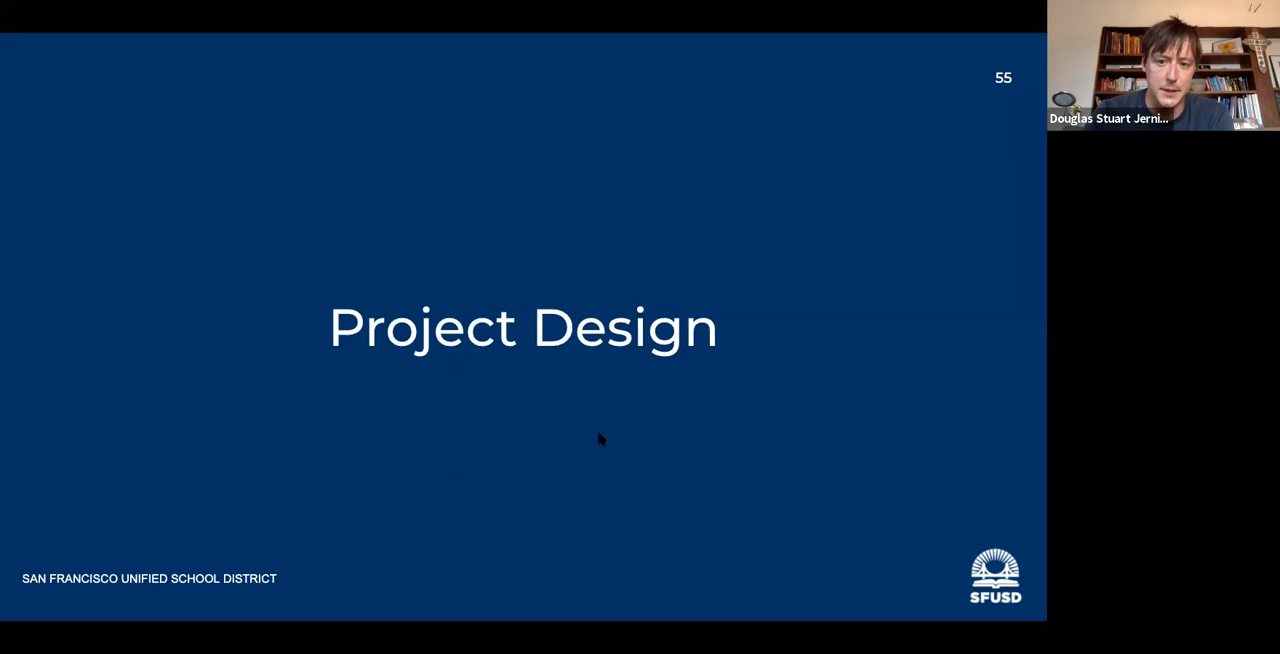 55
Douglas Stuart Jerni...
Project Design
SAN FRANCISCO UNIFIED SCHOOL DISTRICT
SFUSD